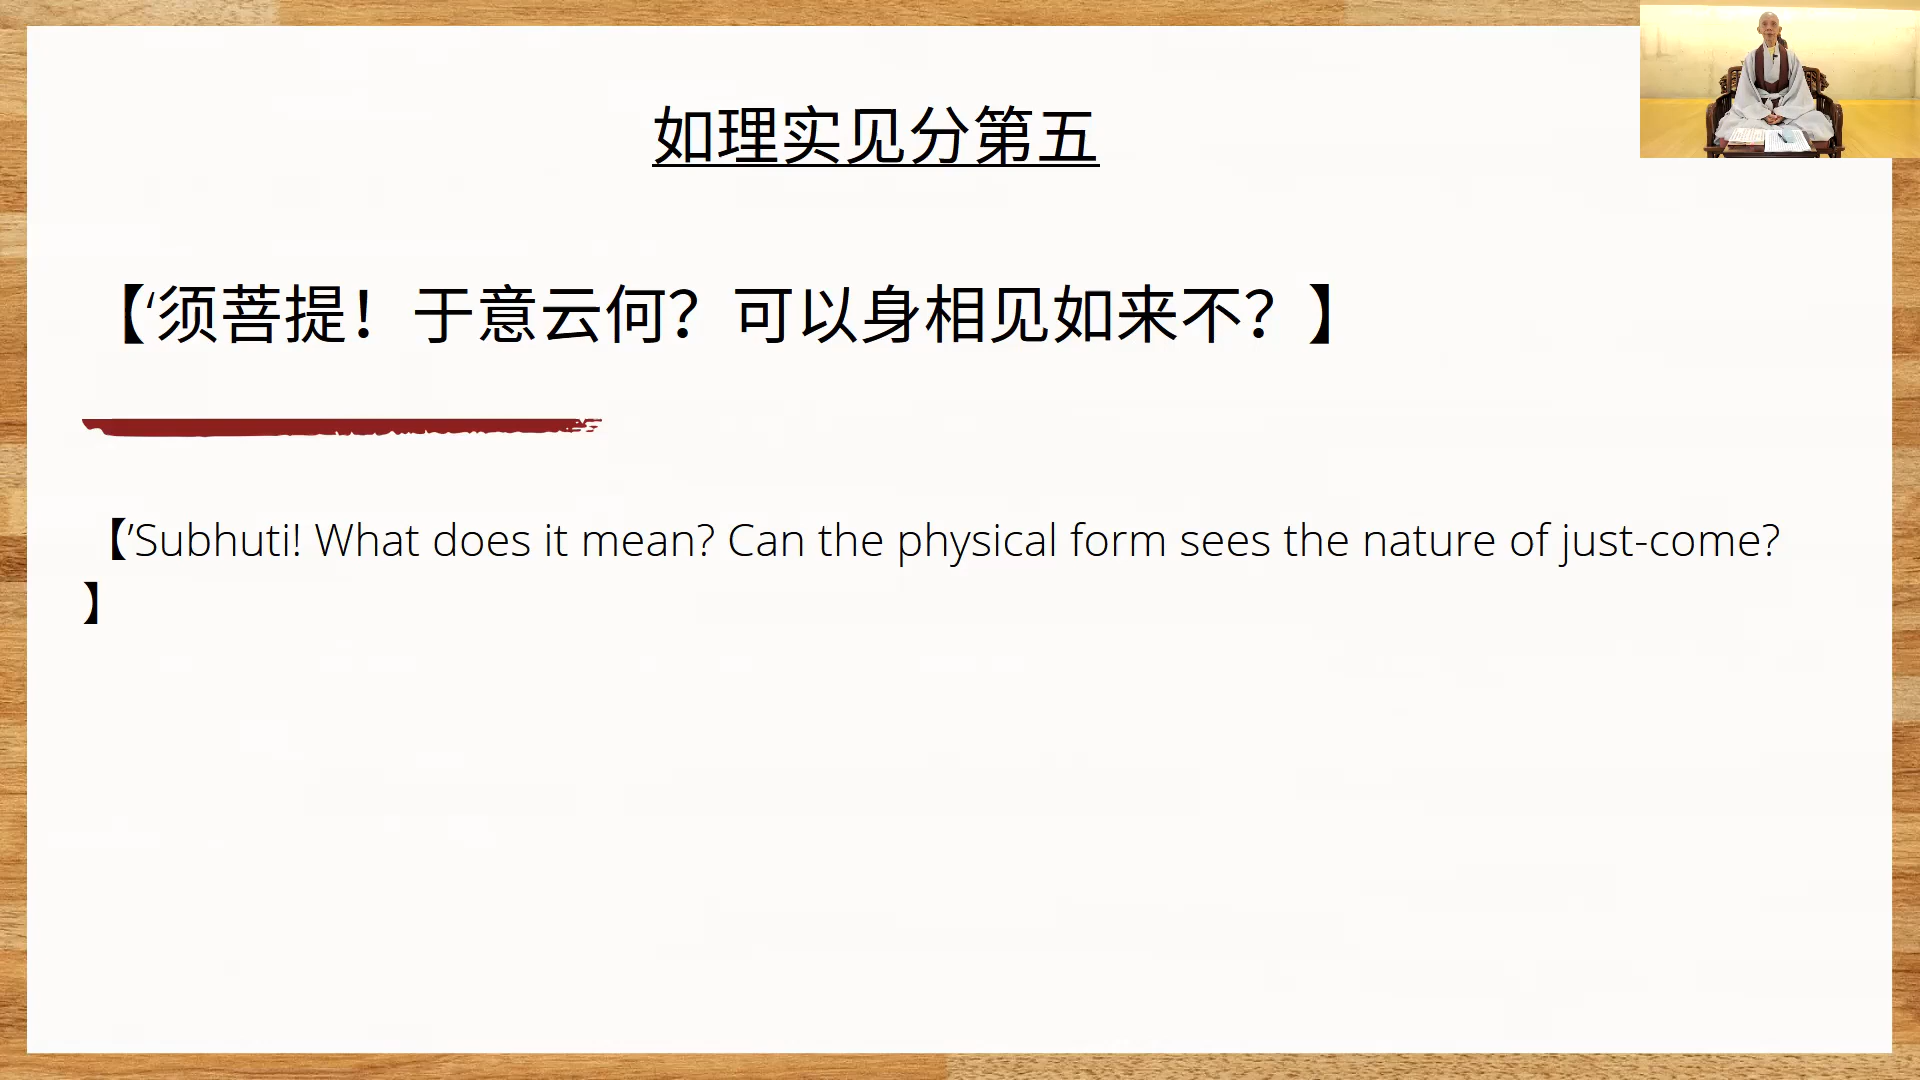 如理实见分第五
【‘须菩提！于意云何？可以身相见如来不？】
【’Subhuti! What does it mean? Can the physical form sees the nature of just-come?
】